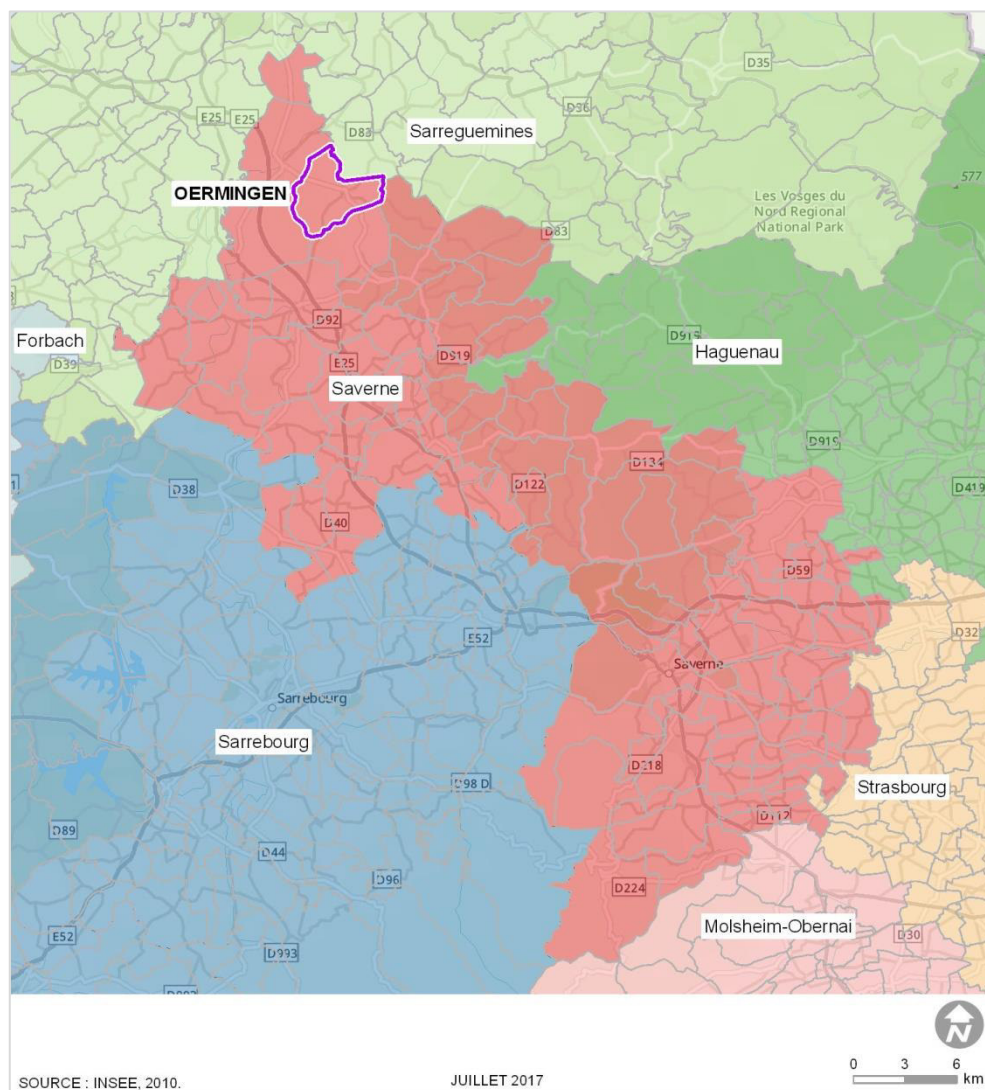 D35
E25
E25
D36
D83
Sarreguemines
577
OERMINGEN
Les Vosges du
Nord Regional
National Park
D83
D92
D919
Forbach
D39
E25
D919
Haguenau
Saverne
D919
D134
D122
D38
D419
D40
D59
E52
D32
Saverne
Sarrebourg
Sarrebourg
D218
D98 D
Strasbourg
D112
D89
D44
D96
D224
Molsheim-Obernai
E52
D30
D993
N
SOURCE : INSEE, 2010.
JUILLET 2017
0 3 6
km